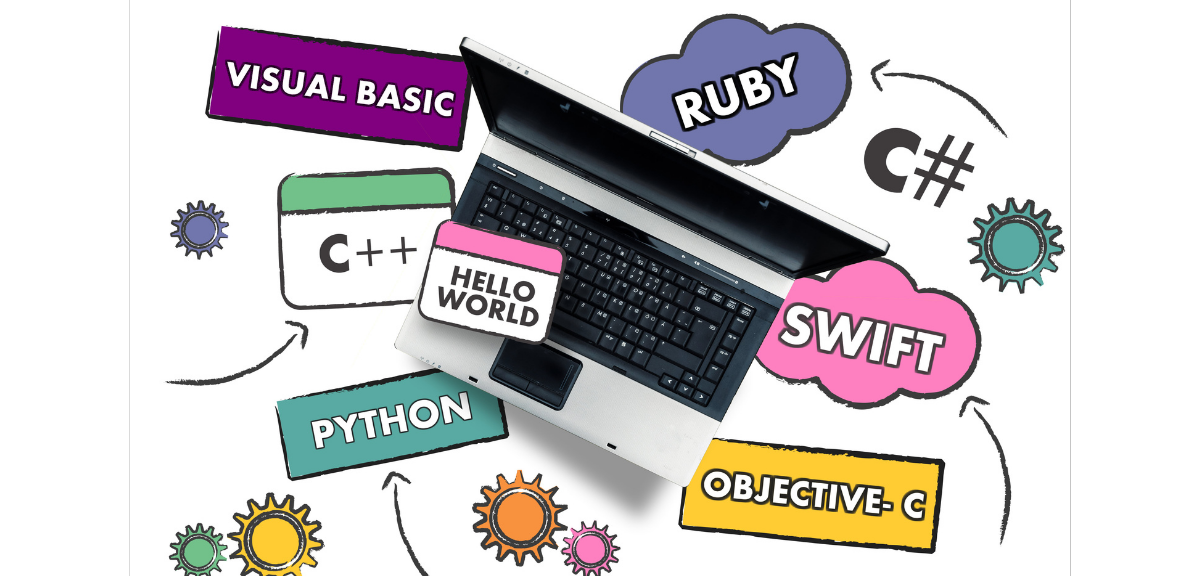 VISUAL BASIC
RUBY
C#
C++
HELLO
WORLD
SWIFT
PYTHON
OBJECTIVE- C